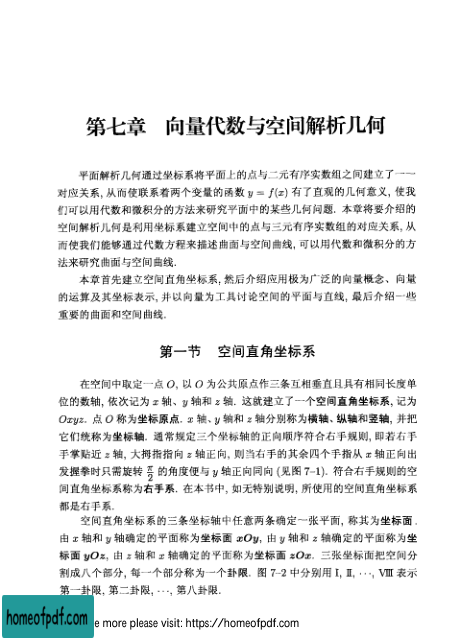 第七章 向量代数与空间解析几何
平面解析几何通过坐标系将平面上的点与二元有序实数组之间建立了一一
对应关系, 从而使联系着两个变量的函数 y = f(x) 有了直观的几何意义, 使我
们可以用代数和微积分的方法来研究平面中的某些几何问题. 本章将要介绍的
空间解析几何是利用坐标系建立空间中的点与三元有序实数组的对应关系, 从
而使我们能够通过代数方程来描述曲面与空间曲线, 可以用代数和微积分的方
法来研究曲面与空间曲线.
本章首先建立空间直角坐标系, 然后介绍应用极为广泛的向量概念、向量
的运算及其坐标表示, 并以向量为工具讨论空间的平面与直线, 最后介绍一些
重要的曲面和空间曲线.
第一节 空间直角坐标系
在空间中取定一点 O, 以 O 为公共原点作三条互相垂直且具有相同长度单
位的数轴, 依次记为 x 轴、y 轴和 z 轴. 这就建立了一个空间直角坐标系, 记为
Oxyz. 点 O 称为坐标原点. x 轴、y 轴和 z 轴分别称为横轴、纵轴和竖轴, 并把
它们统称为坐标轴. 通常规定三个坐标轴的正向顺序符合右手规则, 即若右手
手掌贴近 z 轴, 大拇指指向 z 轴正向, 则当右手的其余四个手指从 x 轴正向出
发握拳时只需旋转 π/2 的角度便与 y 轴正向同向 (见图 7-1). 符合右手规则的空
间直角坐标系称为右手系. 在本书中, 如无特别说明, 所使用的空间直角坐标系
都是右手系.
空间直角坐标系的三条坐标轴中任意两条确定一张平面, 称其为坐标面.
由 x 轴和 y 轴确定的平面称为坐标面 xOy, 由 y 轴和 z 轴确定的平面称为坐
标面 yOz, 由 z 轴和 x 轴确定的平面称为坐标面 zOx. 三张坐标面把空间分
割成八个部分, 每一个部分称为一个卦限. 图 7-2 中分别用 Ⅰ, Ⅱ, ···, Ⅷ 表示
第一卦限, 第二卦限, ···, 第八卦限.
homeofpdf.com
e more please visit: https://homeofpdf.com